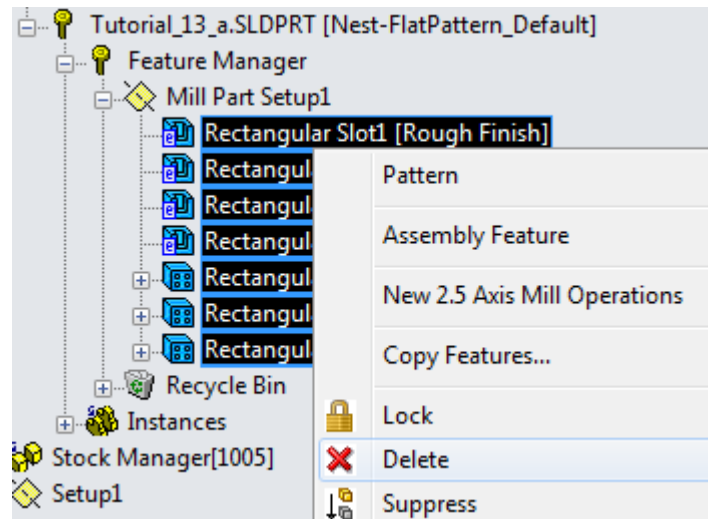 Tutorial_13_a.SLDPRT [Nest-FlatPattern_Default]
Feature Manager
Mill Part Setup1
Rectangular Slot1 [Rough Finish]
Rectangul
Pattern
Rectangul
Rectangul
Assembly Feature
Rectangul
Rectangul
New 2.5 Axis Mill Operations
Rectangul
Copy Features...
Recycle Bin
Instances
Lock
Stock Manager[1005]
Delete
Setup1
Suppress